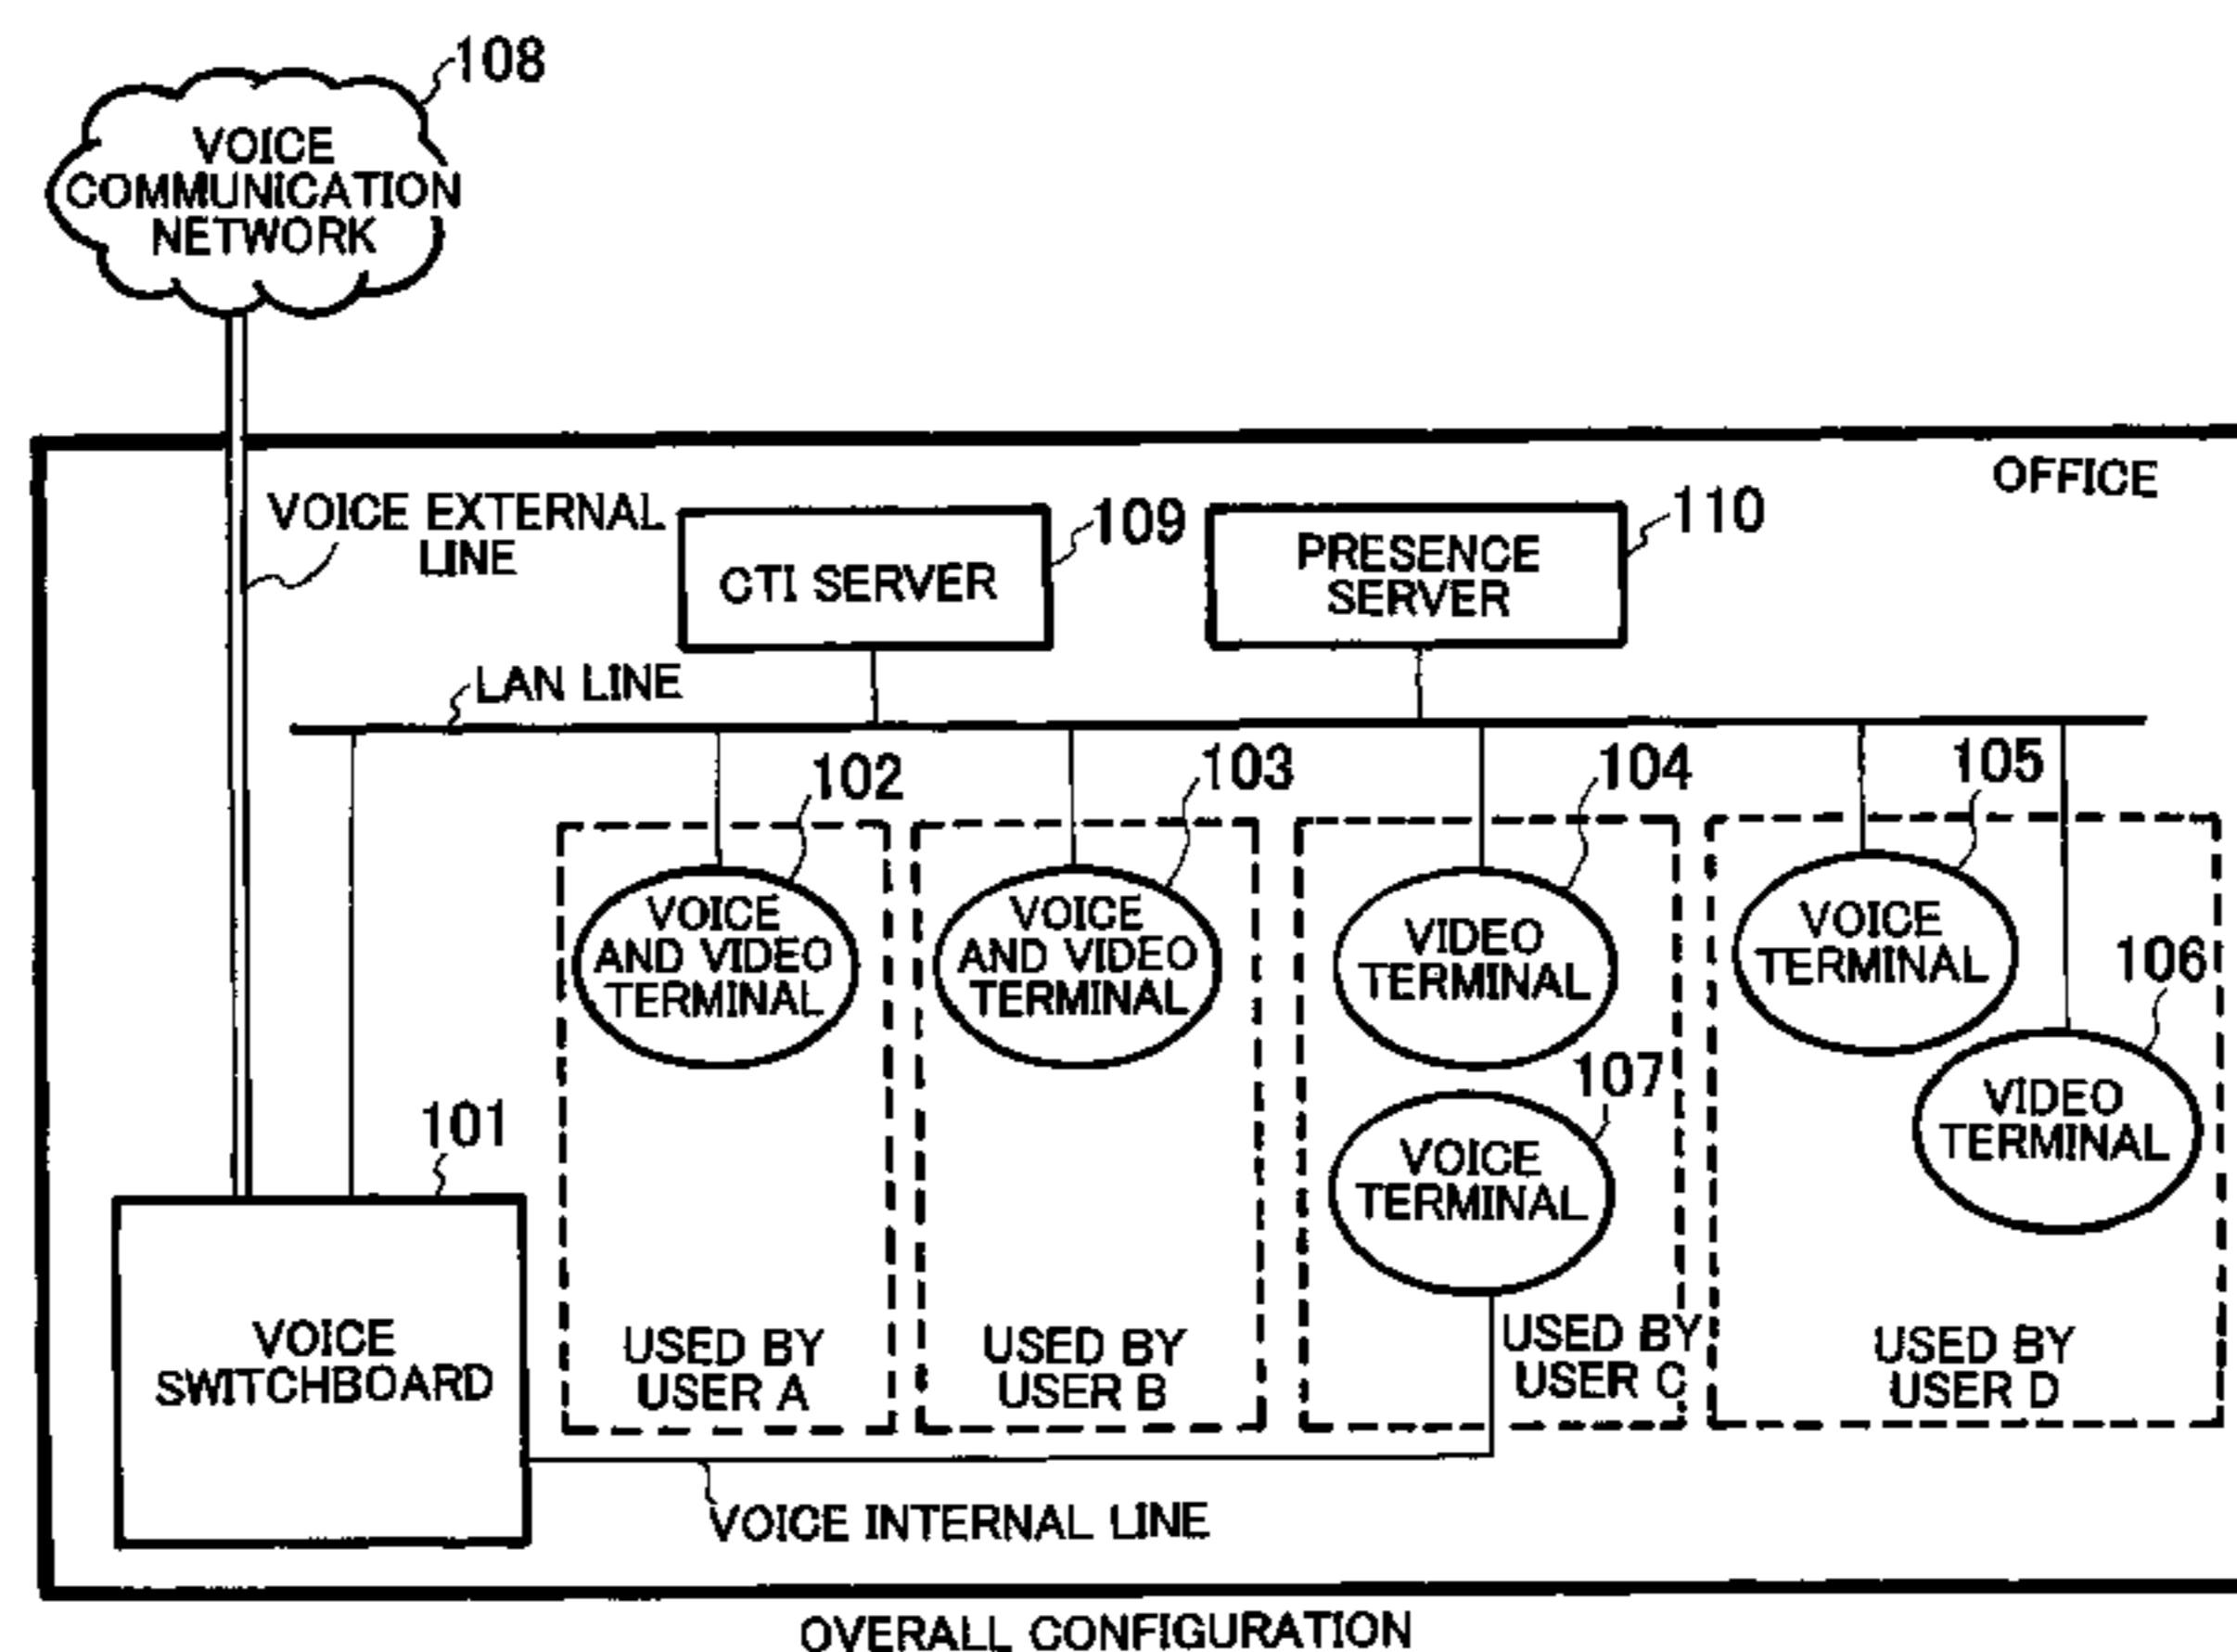 108
VOICE
COMMUNICATION
NETWORK
OFFICE
VOICE EXTERNAL
LINE
CTI SERVER
109
PRESENCE
SERVER
110
LAN LINE
102
VOICE
AND VIDEO
TERMINAL
USED BY
USER A
103
VOICE
AND VIDEO
TERMINAL
USED BY
USER B
104
VIDEO
TERMINAL
107
VOICE
TERMINAL
USED BY
USER C
105
VOICE
TERMINAL
106
VIDEO
TERMINAL
USED BY
USER D
101
VOICE
SWITCHBOARD
VOICE INTERNAL LINE
OVERALL CONFIGURATION